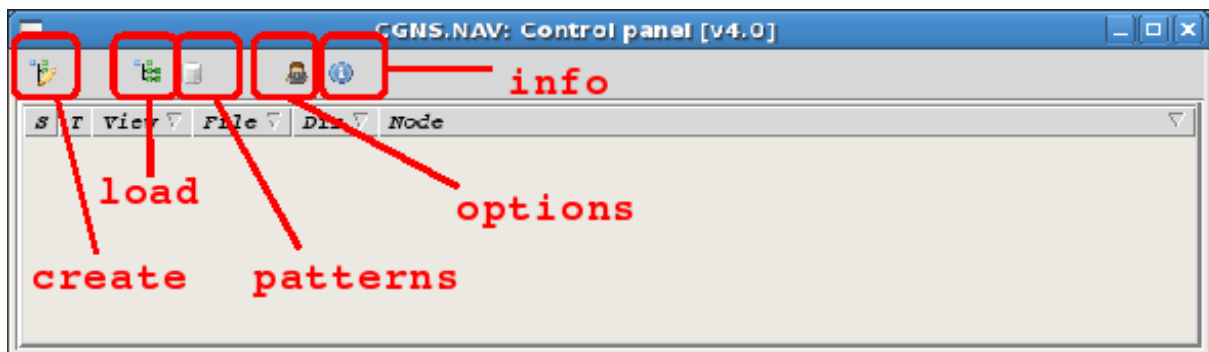 CGNS.NAV: Control panel [v4.0]
info
S T View File Dir Node
load
options
create patterns